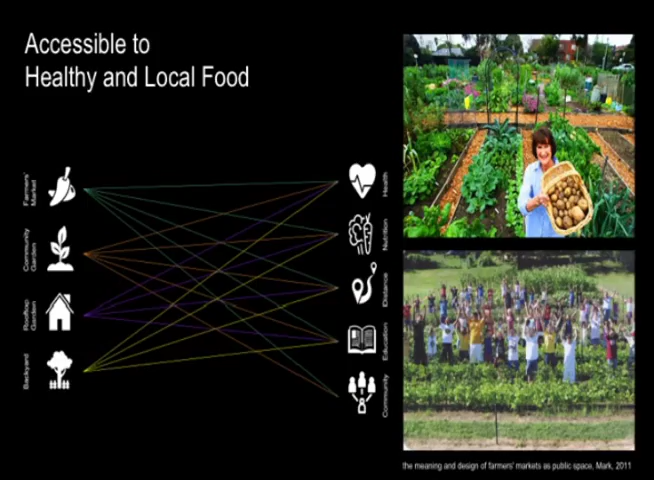 Accessible to
Healthy and Local Food
Farmers'
Market
Community
Garden
Rooftop
Garden
Backyard
Health
Nutrition
Distance
Education
Community
the meaning and design of farmers' markets as public space, Mark, 2011